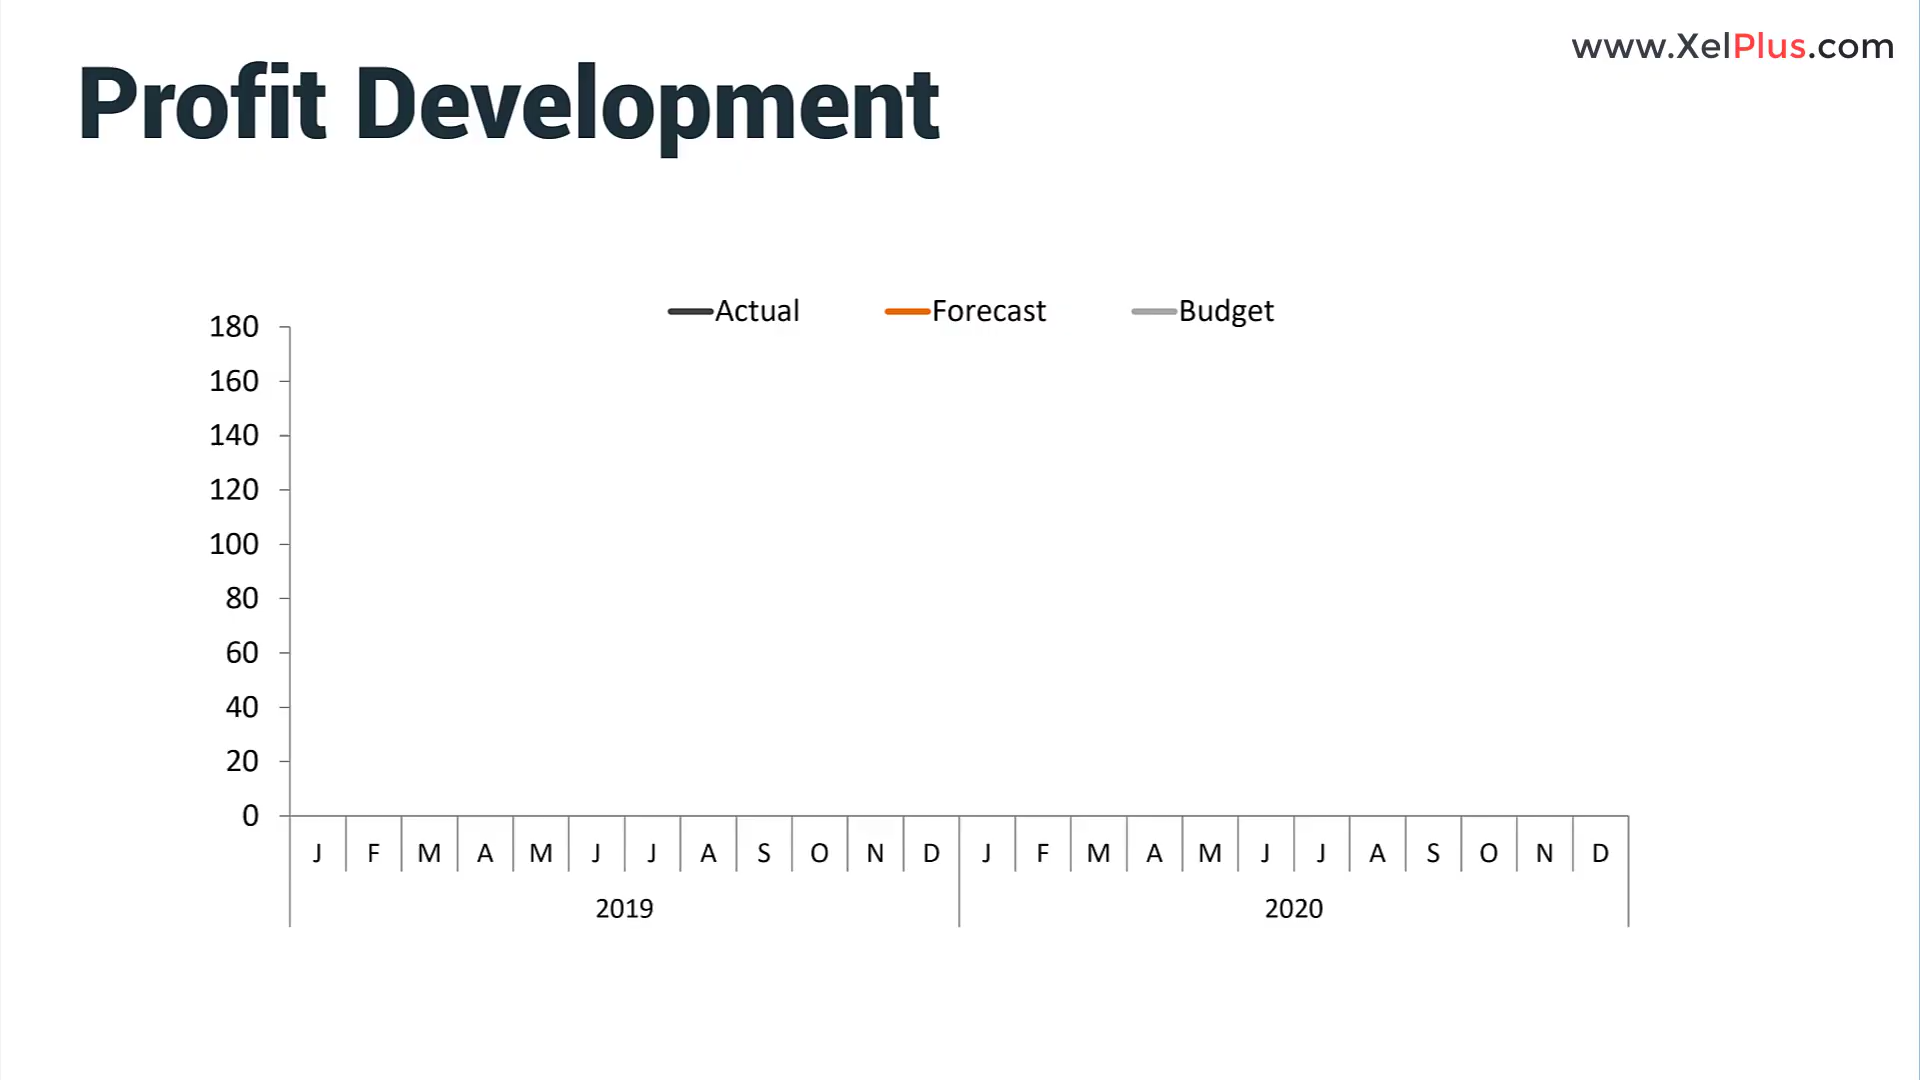 www.XelPlus.com
Profit Development
Actual Forecast Budget
180
160
140
120
100
80
60
40
20
0
J F M A M J J A S O N D J F M A M J J A S O N D
2019 2020